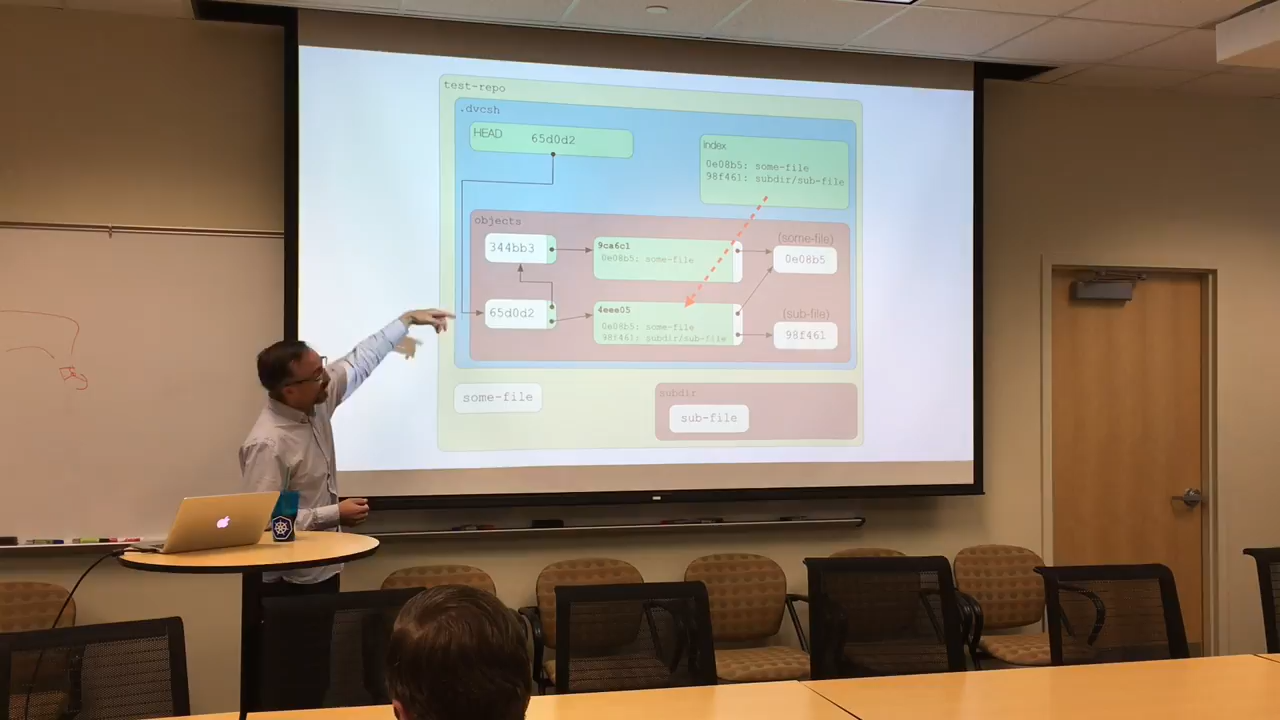 test-repo
.dvcsh
HEAD 65d0d2
index
0e08b5: some-file
98f461: subdir/sub-file
objects
344bb3
9ca6c1
0e08b5: some-file
(some-file)
0e08b5
65d0d2
4eee05
0e08b5: some-file
98f461: subdir/sub-file
(sub-file)
98f461
some-file
subdir
sub-file